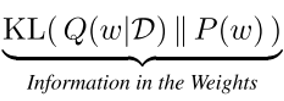 KL( Q(w|𝒟) ∥ P(w) )
Information in the Weights